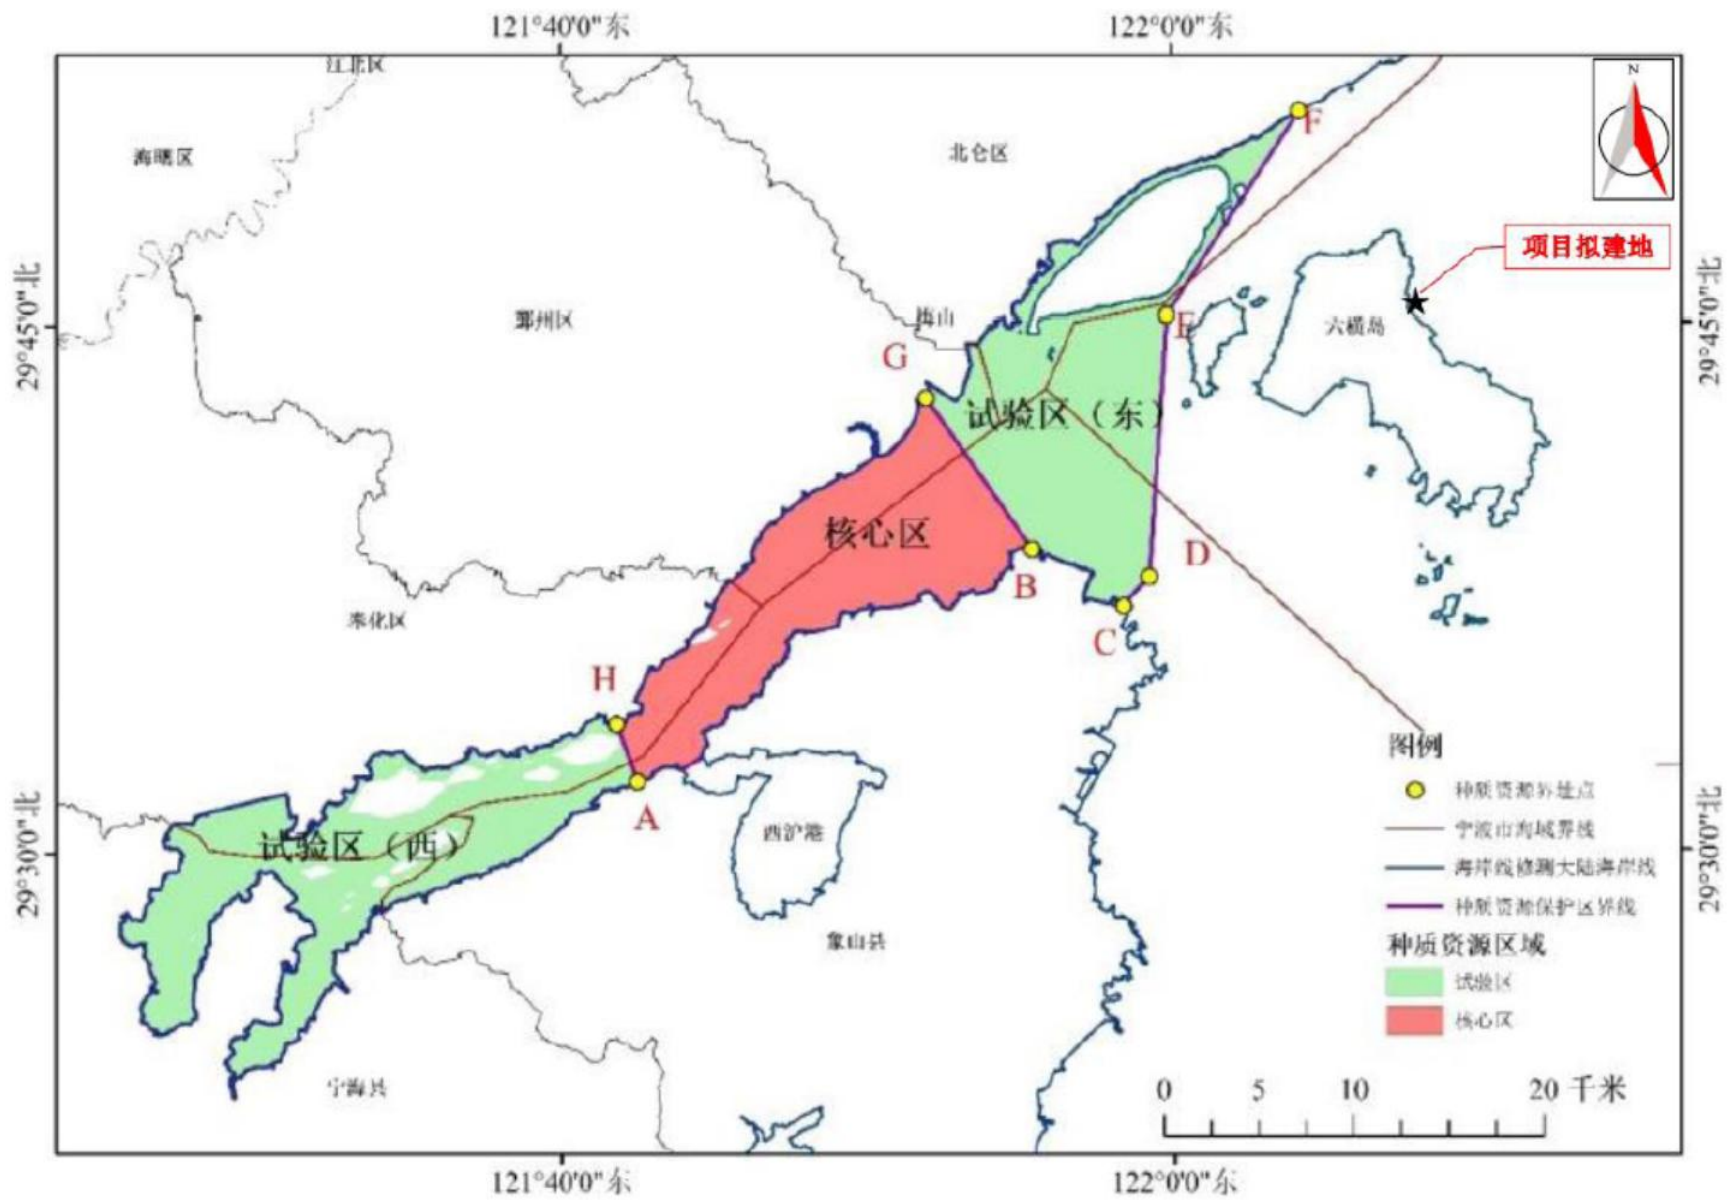 121°40'0"东
122°0'0"东
江北区
N
海曙区
北仑区
F
项目拟建地
29°45'0"北
29°45'0"北
鄞州区
梅山
E
六横岛
G
试验区（东）
核心区
D
B
奉化区
C
H
A
图例
种质资源界址点
宁波市海域界线
海岸线修测大陆海岸线
种质资源保护区界线
种质资源区域
试验区
核心区
西沪港
试验区（西）
29°30'0"北
29°30'0"北
象山县
宁海县
0 5 10 20 千米
121°40'0"东
122°0'0"东